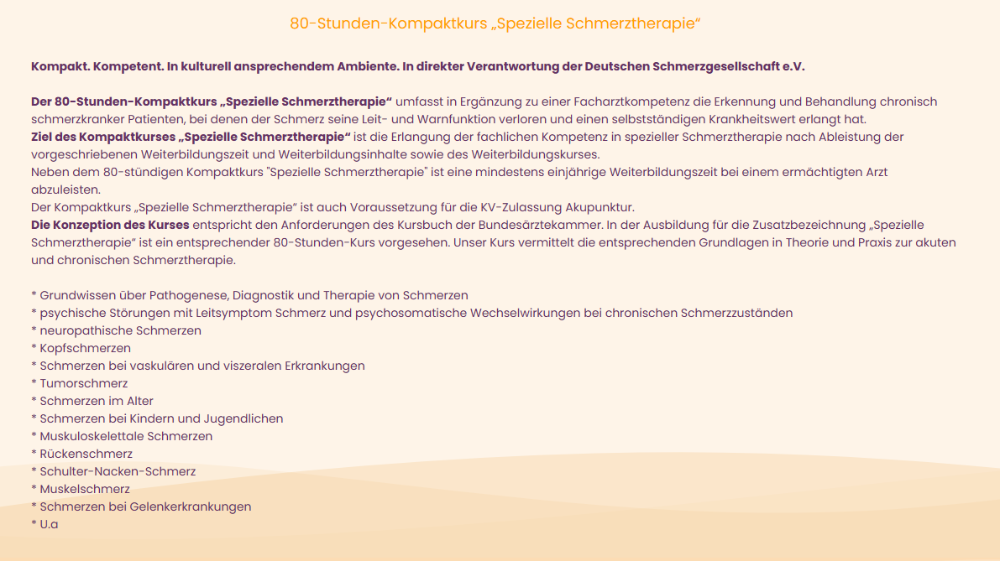 80-Stunden-Kompaktkurs „Spezielle Schmerztherapie“
Kompakt. Kompetent. In kulturell ansprechendem Ambiente. In direkter Verantwortung der Deutschen Schmerzgesellschaft e.V.
Der 80-Stunden-Kompaktkurs „Spezielle Schmerztherapie“ umfasst in Ergänzung zu einer Facharztkompetenz die Erkennung und Behandlung chronisch
schmerzkranker Patienten, bei denen der Schmerz seine Leit- und Warnfunktion verloren und einen selbstständigen Krankheitswert erlangt hat.
Ziel des Kompaktkurses „Spezielle Schmerztherapie“ ist die Erlangung der fachlichen Kompetenz in spezieller Schmerztherapie nach Ableistung der
vorgeschriebenen Weiterbildungszeit und Weiterbildungsinhalte sowie des Weiterbildungskurses.
Neben dem 80-stündigen Kompaktkurs "Spezielle Schmerztherapie" ist eine mindestens einjährige Weiterbildungszeit bei einem ermächtigten Arzt
abzuleisten.
Der Kompaktkurs „Spezielle Schmerztherapie“ ist auch Voraussetzung für die KV-Zulassung Akupunktur.
Die Konzeption des Kurses entspricht den Anforderungen des Kursbuch der Bundesärztekammer. In der Ausbildung für die Zusatzbezeichnung „Spezielle
Schmerztherapie“ ist ein entsprechender 80-Stunden-Kurs vorgesehen. Unser Kurs vermittelt die entsprechenden Grundlagen in Theorie und Praxis zur akuten
und chronischen Schmerztherapie.
* Grundwissen über Pathogenese, Diagnostik und Therapie von Schmerzen
* psychische Störungen mit Leitsymptom Schmerz und psychosomatische Wechselwirkungen bei chronischen Schmerzzuständen
* neuropathische Schmerzen
* Kopfschmerzen
* Schmerzen bei vaskulären und viszeralen Erkrankungen
* Tumorschmerz
* Schmerzen im Alter
* Schmerzen bei Kindern und Jugendlichen
* Muskuloskelettale Schmerzen
* Rückenschmerz
* Schulter-Nacken-Schmerz
* Muskelschmerz
* Schmerzen bei Gelenkerkrankungen
* U.a